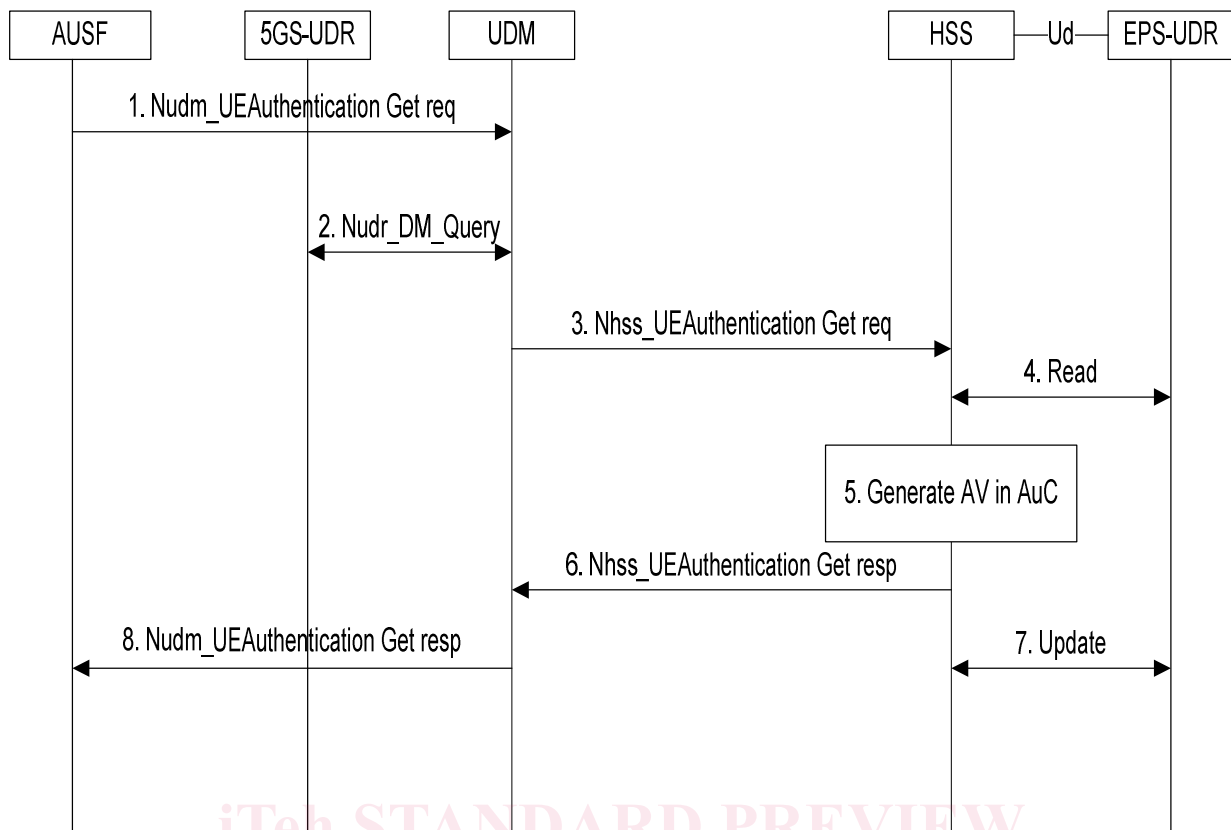 AUSF
5GS-UDR
UDM
HSS
Ud
EPS-UDR
1. Nudm_UEAuthentication Get req
2. Nudr_DM_Query
3. Nhss_UEAuthentication Get req
4. Read
5. Generate AV in AuC
6. Nhss_UEAuthentication Get resp
8. Nudm_UEAuthentication Get resp
7. Update
iTeh STANDARD PREVIEW